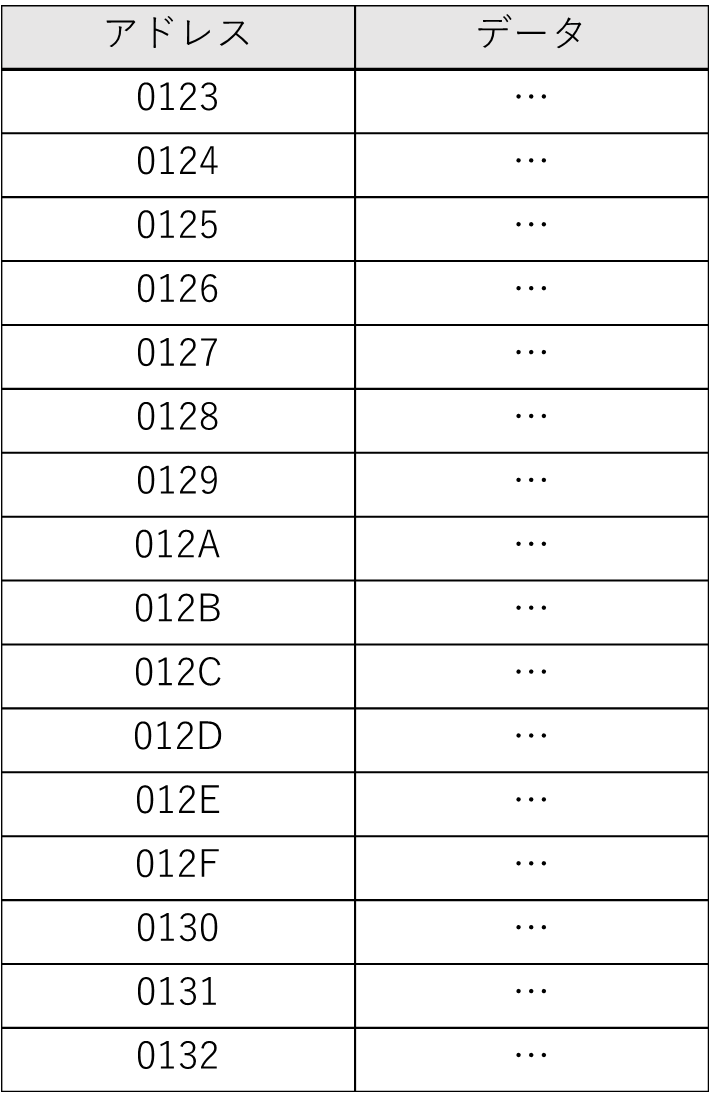 アドレス データ
0123 …
0124 …
0125 …
0126 …
0127 …
0128 …
0129 …
012A …
012B …
012C …
012D …
012E …
012F …
0130 …
0131 …
0132 …